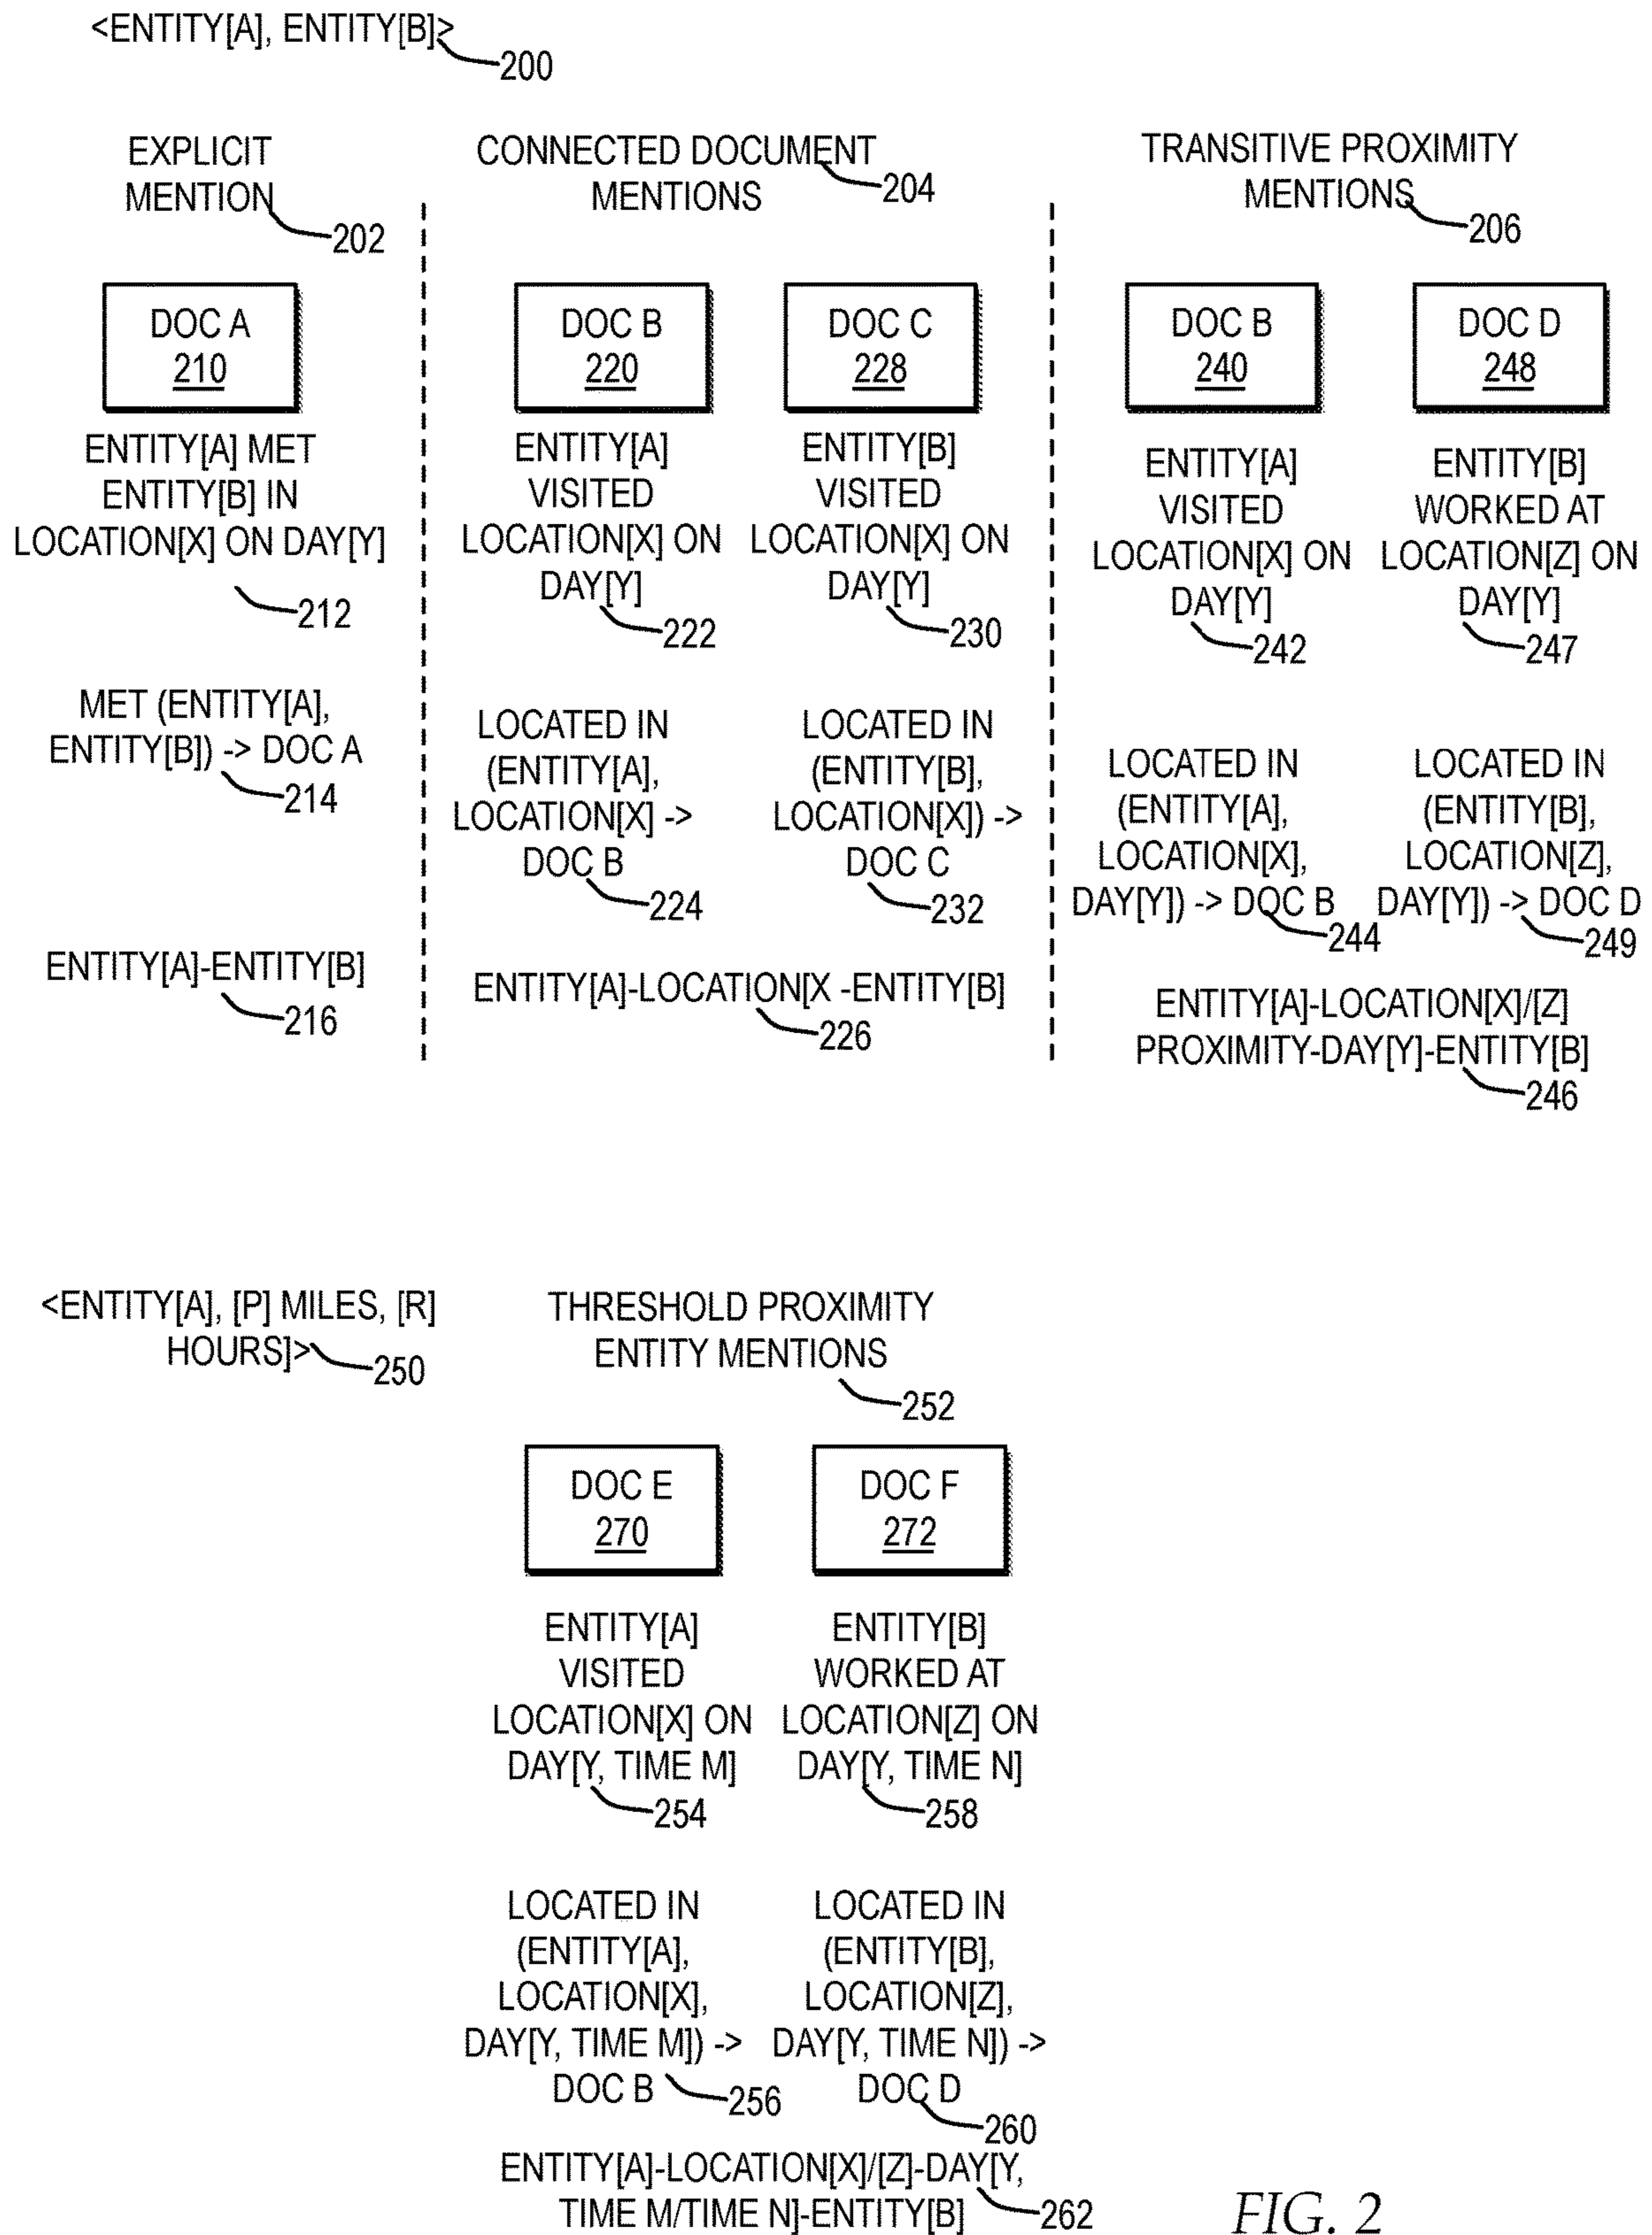 <ENTITY[A], ENTITY[B]>
200
EXPLICIT
MENTION
202
DOC A
210
ENTITY[A] MET
ENTITY[B] IN
LOCATION[X] ON DAY[Y]
212
MET (ENTITY[A],
ENTITY[B]) -> DOC A
214
ENTITY[A]-ENTITY[B]
216
CONNECTED DOCUMENT
MENTIONS
204
DOC B
220
ENTITY[A]
VISITED
LOCATION[X] ON
DAY[Y]
222
LOCATED IN
(ENTITY[A],
LOCATION[X] ->
DOC B
224
DOC C
228
ENTITY[B]
VISITED
LOCATION[X] ON
DAY[Y]
230
LOCATED IN
(ENTITY[B],
LOCATION[X]) ->
DOC C
232
ENTITY[A]-LOCATION[X -ENTITY[B]
226
TRANSITIVE PROXIMITY
MENTIONS
206
DOC B
240
ENTITY[A]
VISITED
LOCATION[X] ON
DAY[Y]
242
LOCATED IN
(ENTITY[A],
LOCATION[X],
DAY[Y]) -> DOC B
244
DOC D
248
ENTITY[B]
WORKED AT
LOCATION[Z] ON
DAY[Y]
247
LOCATED IN
(ENTITY[B],
LOCATION[Z],
DAY[Y]) -> DOC D
249
ENTITY[A]-LOCATION[X]/[Z]
PROXIMITY-DAY[Y]-ENTITY[B]
246
<ENTITY[A], [P] MILES, [R]
HOURS]>
250
THRESHOLD PROXIMITY
ENTITY MENTIONS
252
DOC E
270
ENTITY[A]
VISITED
LOCATION[X] ON
DAY[Y, TIME M]
254
LOCATED IN
(ENTITY[A],
LOCATION[X],
DAY[Y, TIME M]) ->
DOC B
256
DOC F
272
ENTITY[B]
WORKED AT
LOCATION[Z] ON
DAY[Y, TIME N]
258
LOCATED IN
(ENTITY[B],
LOCATION[Z],
DAY[Y, TIME N]) ->
DOC D
260
ENTITY[A]-LOCATION[X]/[Z]-DAY[Y,
TIME M/TIME N]-ENTITY[B]
262
FIG. 2